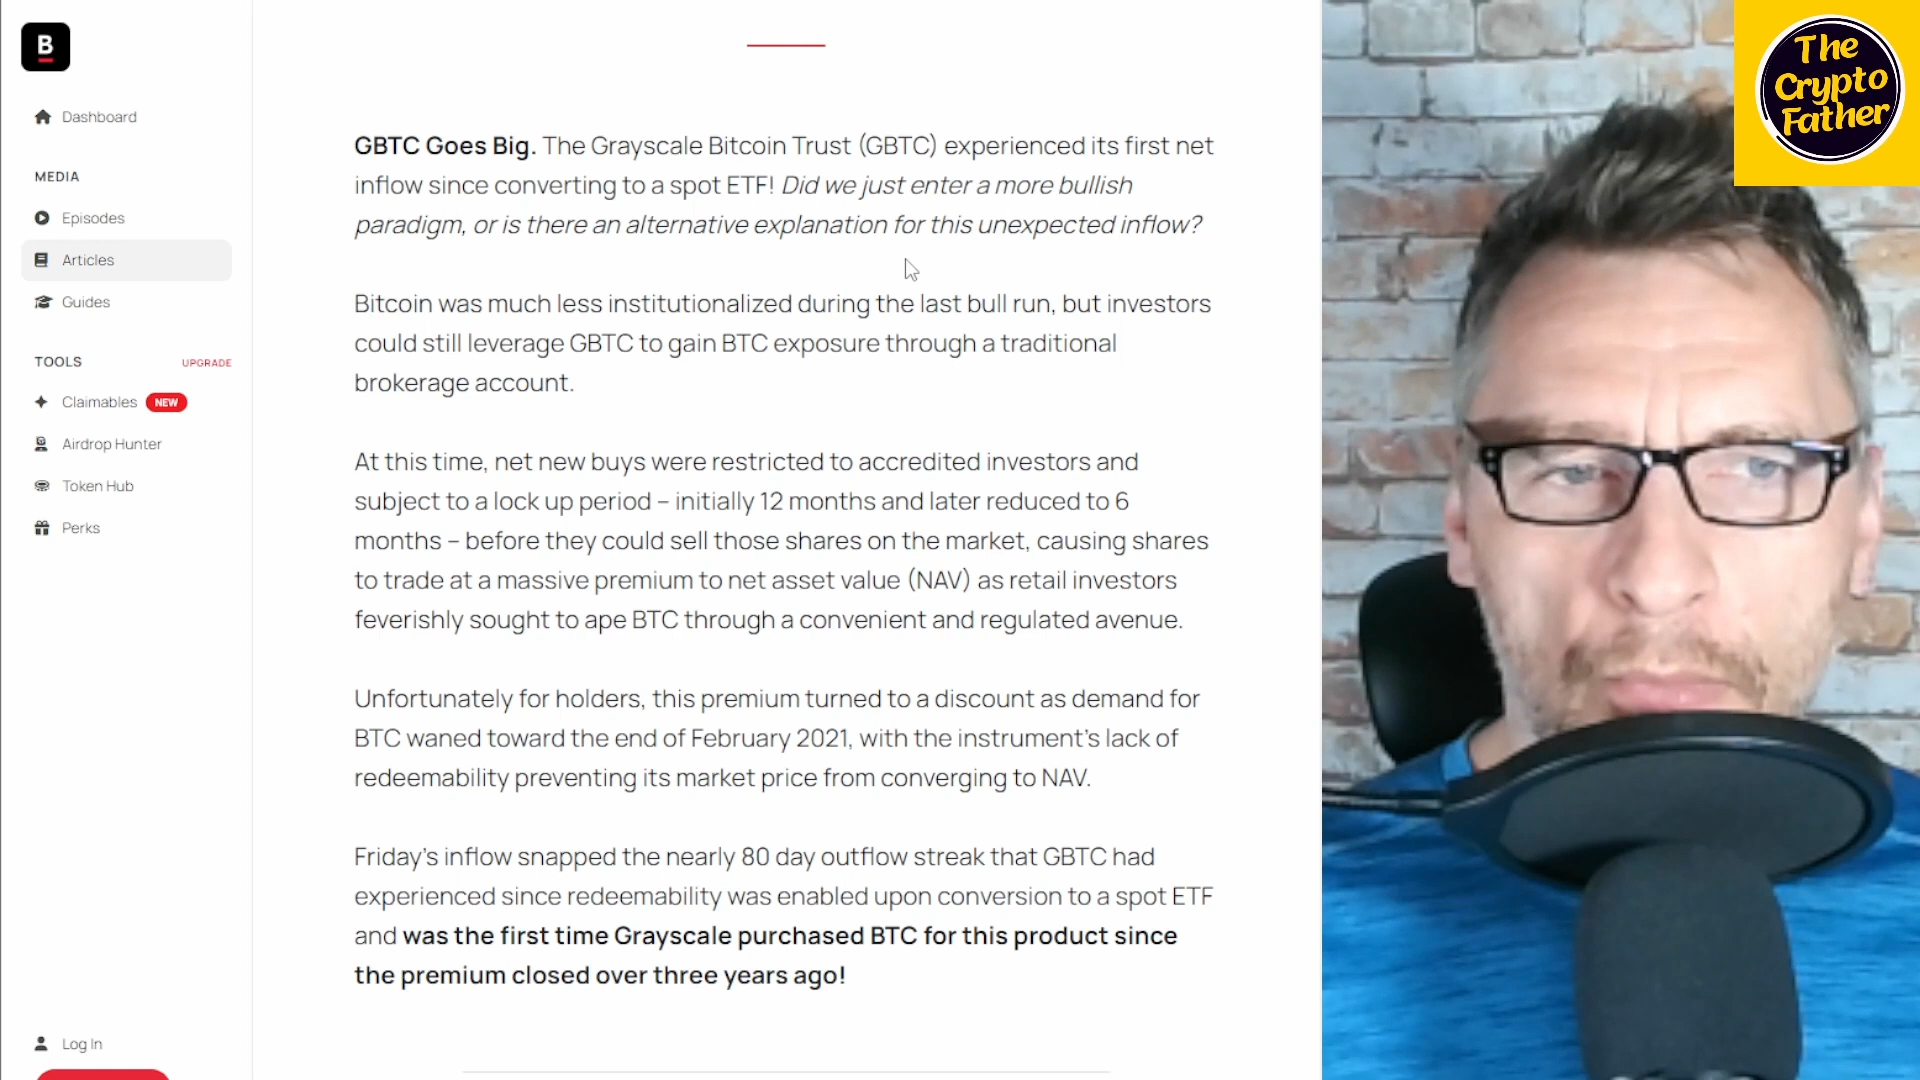 B
Dashboard
MEDIA
Episodes
Articles
Guides
TOOLS
UPGRADE
Claimables NEW
Airdrop Hunter
Token Hub
Perks
Log In
GBTC Goes Big. The Grayscale Bitcoin Trust (GBTC) experienced its first net
inflow since converting to a spot ETF! Did we just enter a more bullish
paradigm, or is there an alternative explanation for this unexpected inflow?
Bitcoin was much less institutionalized during the last bull run, but investors
could still leverage GBTC to gain BTC exposure through a traditional
brokerage account.
At this time, net new buys were restricted to accredited investors and
subject to a lock up period – initially 12 months and later reduced to 6
months – before they could sell those shares on the market, causing shares
to trade at a massive premium to net asset value (NAV) as retail investors
feverishly sought to ape BTC through a convenient and regulated avenue.
Unfortunately for holders, this premium turned to a discount as demand for
BTC waned toward the end of February 2021, with the instrument's lack of
redeemability preventing its market price from converging to NAV.
Friday's inflow snapped the nearly 80 day outflow streak that GBTC had
experienced since redeemability was enabled upon conversion to a spot ETF
and was the first time Grayscale purchased BTC for this product since
the premium closed over three years ago!
The
Crypto
Father